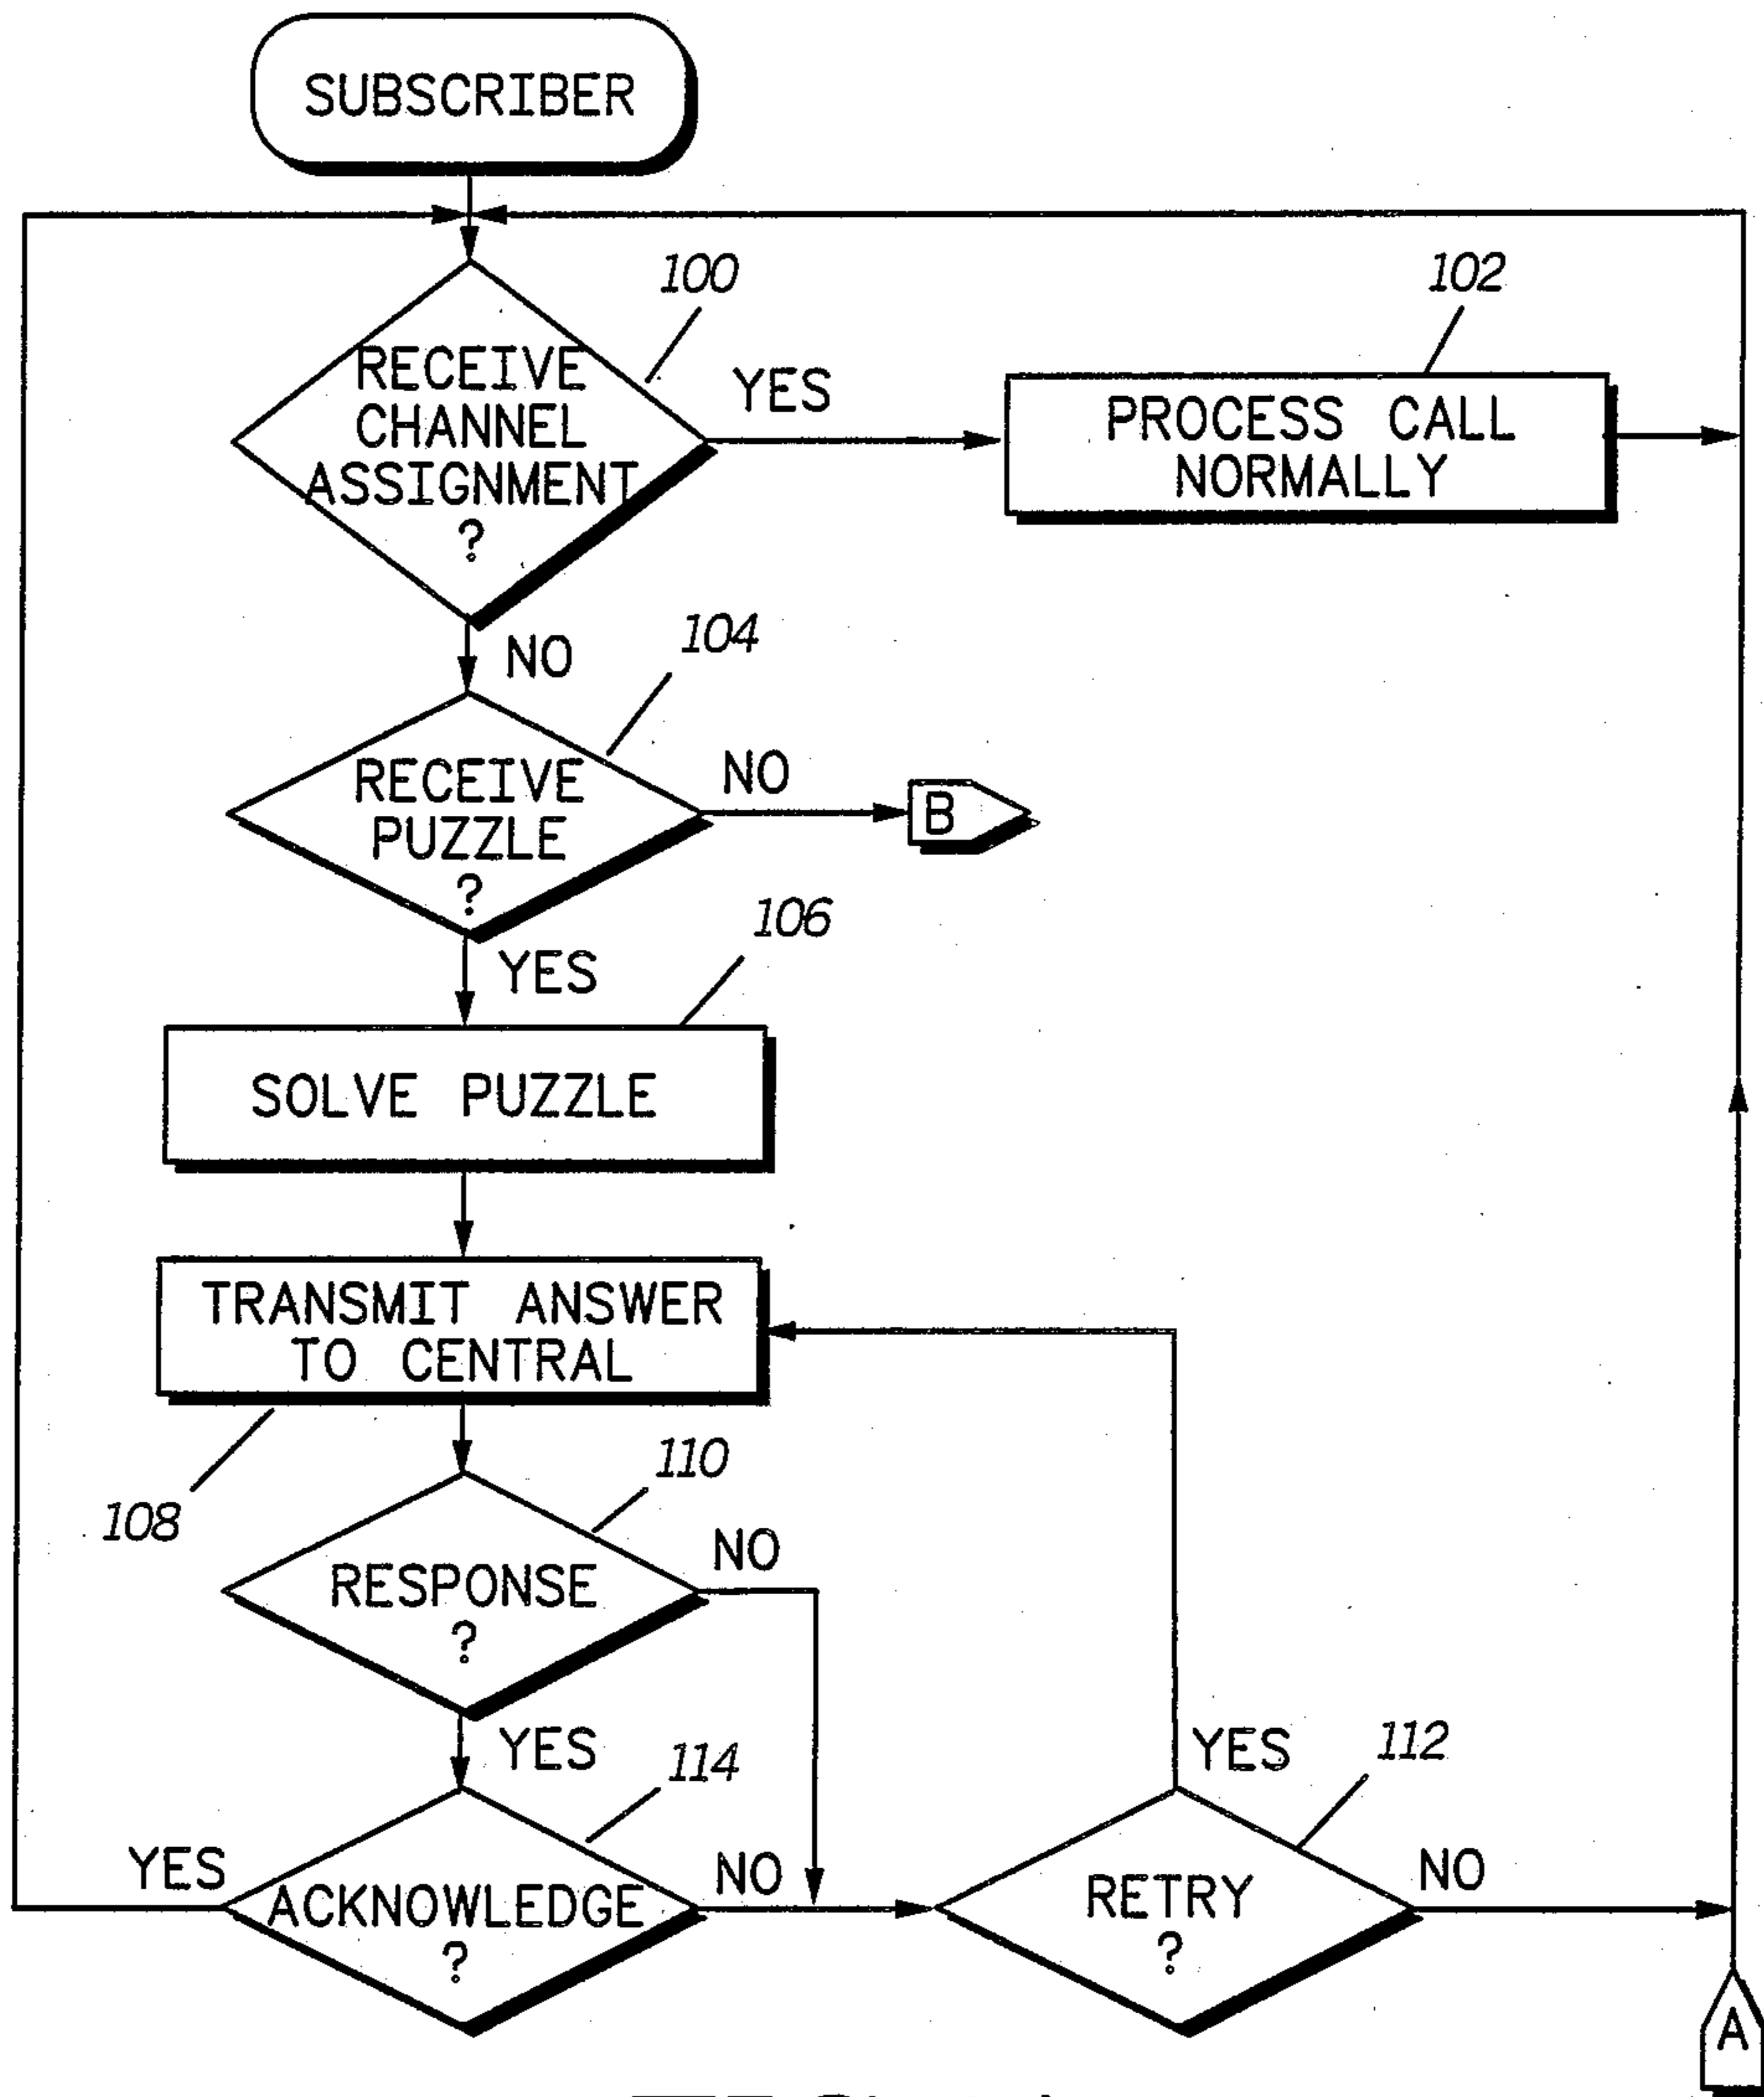 SUBSCRIBER
100
102
RECEIVE
CHANNEL
ASSIGNMENT
?
YES
PROCESS CALL
NORMALLY
NO
104
RECEIVE
PUZZLE
?
NO
B
YES
106
SOLVE PUZZLE
TRANSMIT ANSWER
TO CENTRAL
108
110
RESPONSE
?
NO
YES
114
YES
112
YES
ACKNOWLEDGE
?
NO
RETRY
?
NO
A